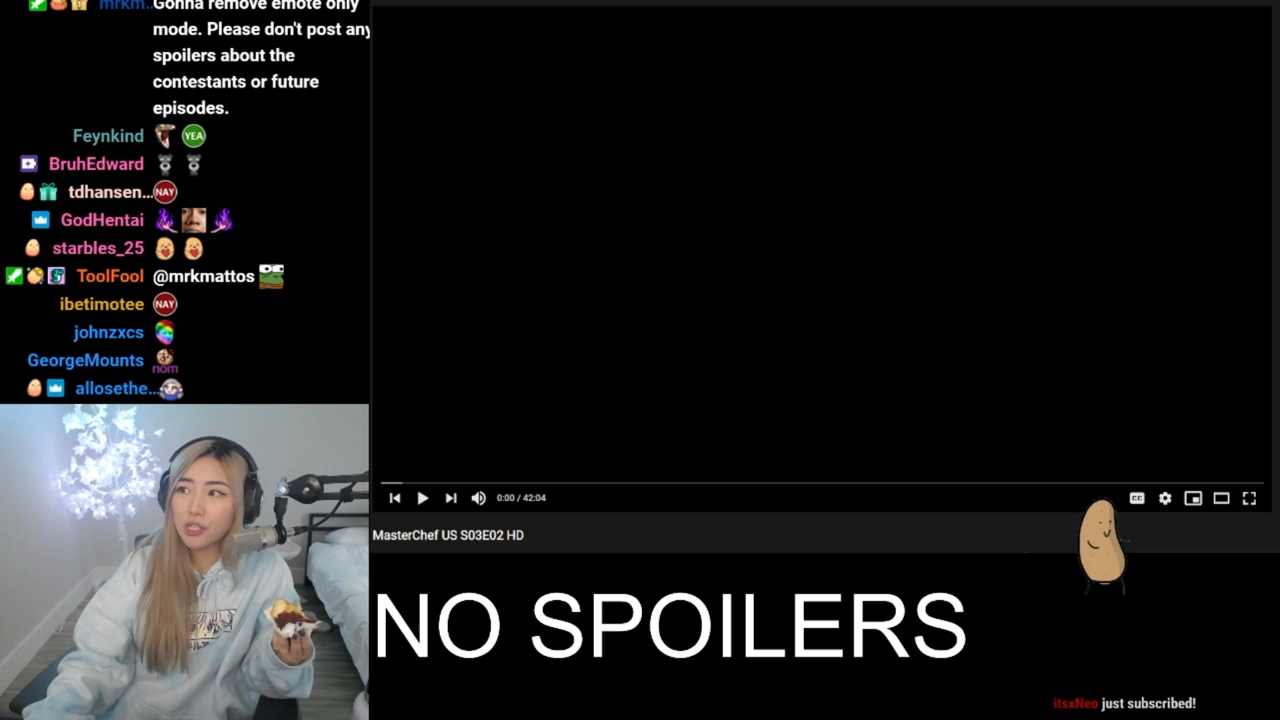 mrkm..Gonna remove emote only
mode. Please don't post any
spoilers about the
contestants or future
episodes.
Feynkind YEA
BruhEdward
tdhansen... NAY
GodHentai
starbles_25
ToolFool @mrkmattos
ibetimotee NAY
johnzxcs
GeorgeMounts nom
allosethe...
0:00 / 42:04
CC
MasterChef US S03E02 HD
NO SPOILERS
itsxNeo just subscribed!